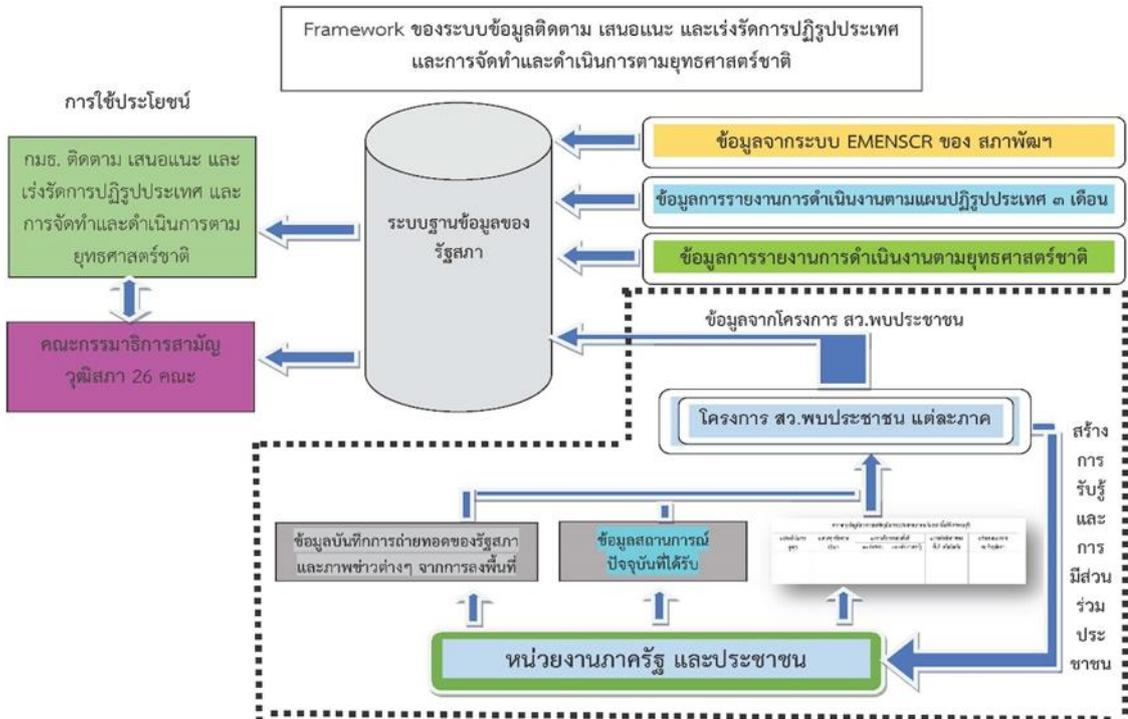 Framework ของระบบข้อมูลติดตาม เสนอแนะ และเร่งรัดการปฏิรูปประเทศ
และการจัดทำและดำเนินการตามยุทธศาสตร์ชาติ
การใช้ประโยชน์
กมธ. ติดตาม เสนอแนะ และ
เร่งรัดการปฏิรูปประเทศ และ
การจัดทำและดำเนินการตาม
ยุทธศาสตร์ชาติ
คณะกรรมาธิการสามัญ
วุฒิสภา 26 คณะ
ระบบฐานข้อมูลของ
รัฐสภา
ข้อมูลจากระบบ EMENSCR ของ สภาพัฒฯ
ข้อมูลการรายงานการดำเนินงานตามแผนปฏิรูปประเทศ ๓ เดือน
ข้อมูลการรายงานการดำเนินงานตามยุทธศาสตร์ชาติ
ข้อมูลจากโครงการ สว.พบประชาชน
โครงการ สว.พบประชาชน แต่ละภาค
ข้อมูลบันทึกการถ่ายทอดของรัฐสภา
และภาพข่าวต่างๆ จากการลงพื้นที่
ข้อมูลสถานการณ์
ปัจจุบันที่ได้รับ
หน่วยงานภาครัฐ และประชาชน
สร้าง
การ
รับรู้
และ
การ
มีส่วน
ร่วม
ประ
ชาชน